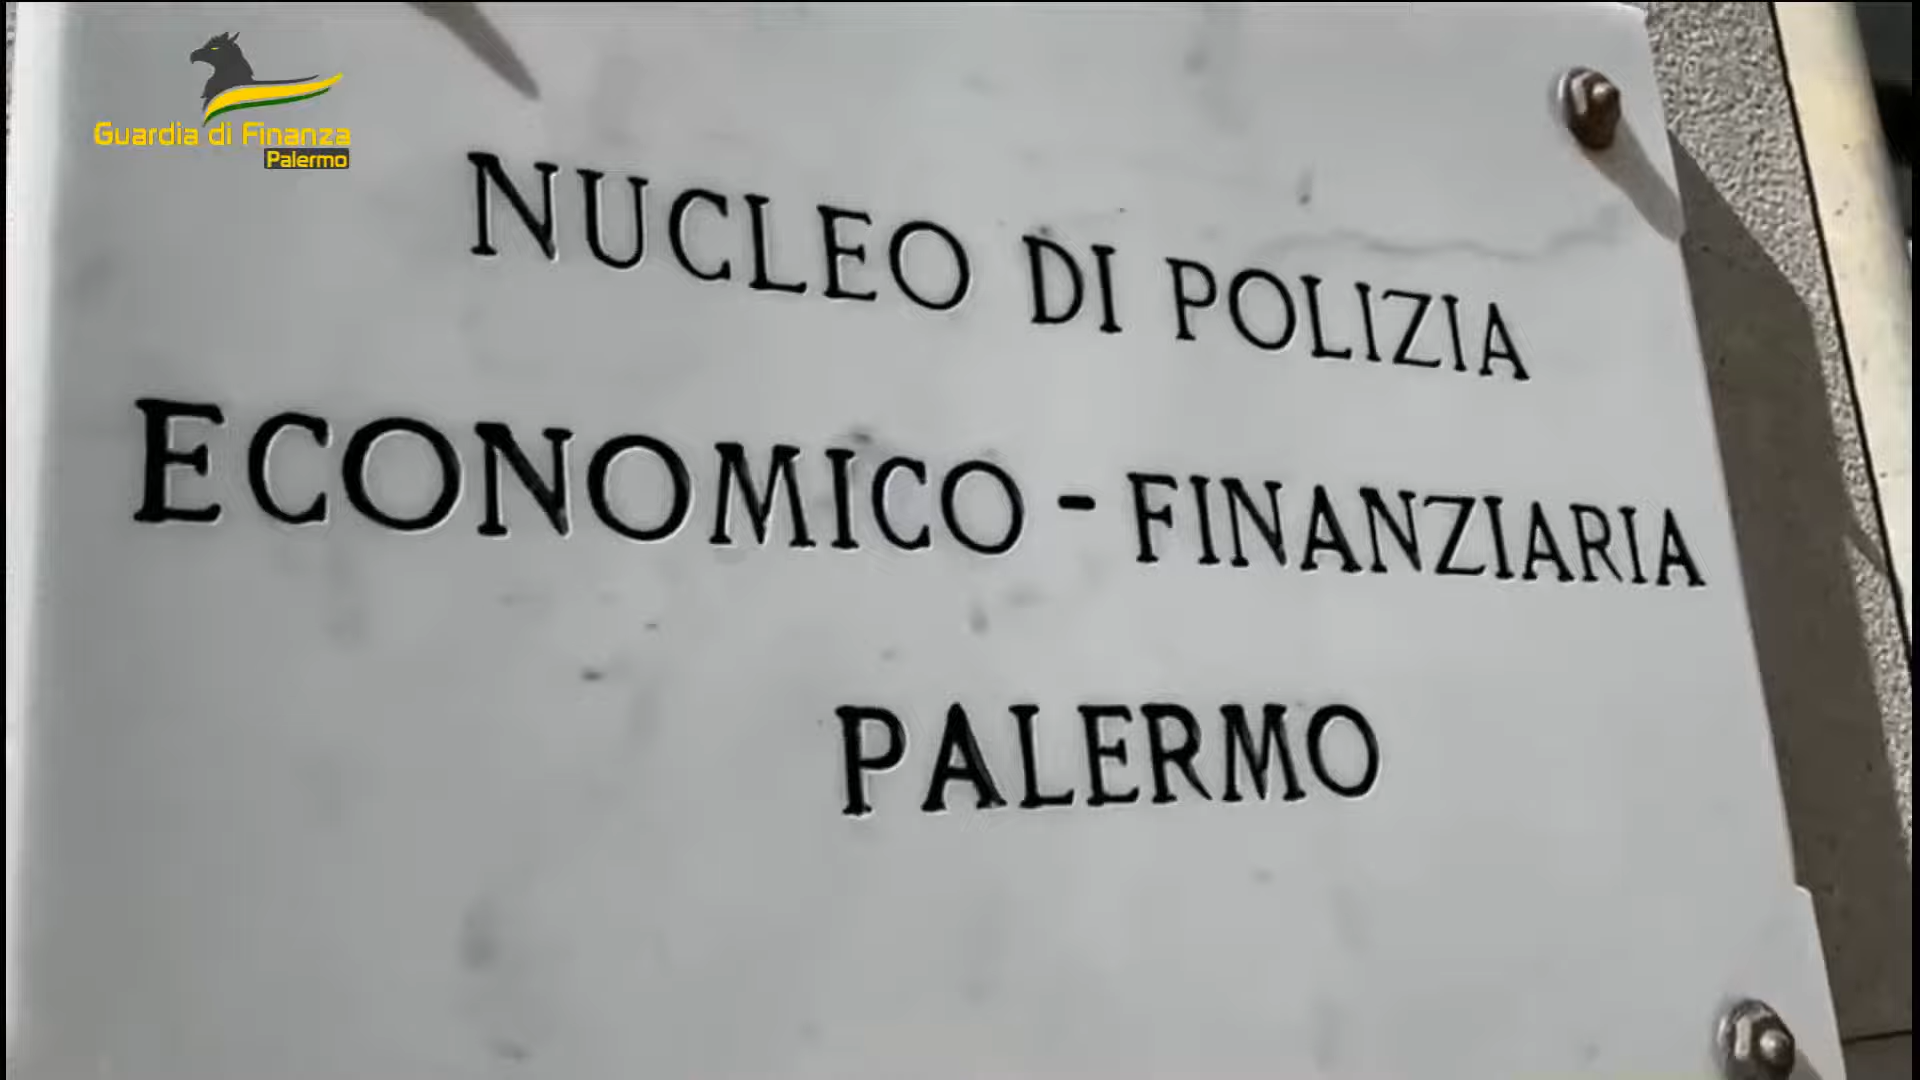 Guardia di Finanza
Palermo
NUCLEO DI POLIZIA
ECONOMICO - FINANZIARIA
PALERMO